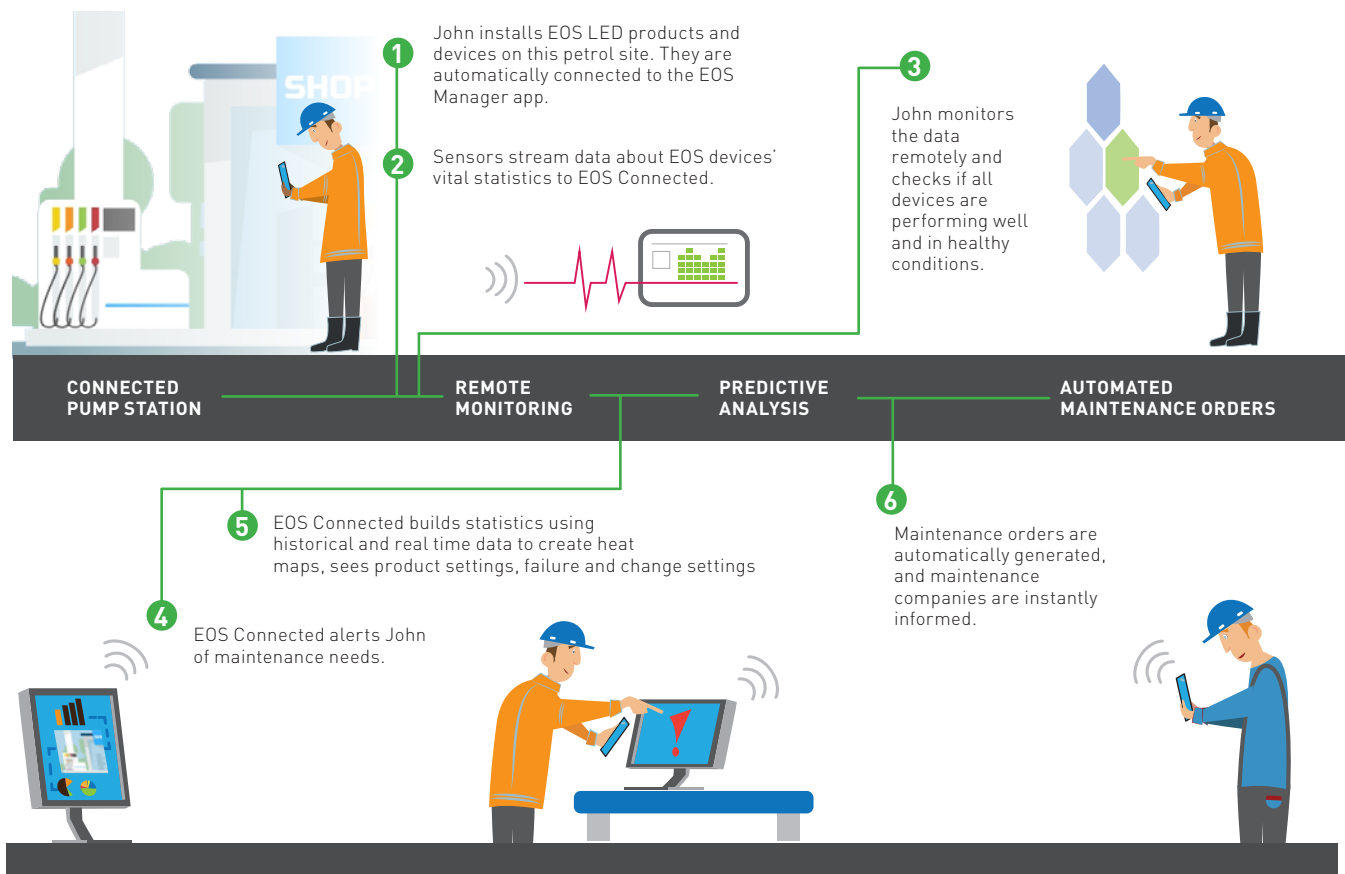 SHOP
1
John installs EOS LED products and
devices on this petrol site. They are
automatically connected to the EOS
Manager app.
2
Sensors stream data about EOS devices’
vital statistics to EOS Connected.
3
John monitors
the data
remotely and
checks if all
devices are
performing well
and in healthy
conditions.
CONNECTED
PUMP STATION
REMOTE
MONITORING
PREDICTIVE
ANALYSIS
AUTOMATED
MAINTENANCE ORDERS
5
EOS Connected builds statistics using
historical and real time data to create heat
maps, sees product settings, failure and change settings
4
EOS Connected alerts John
of maintenance needs.
6
Maintenance orders are
automatically generated,
and maintenance
companies are instantly
informed.